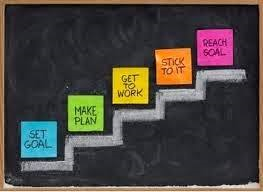 SET
GOAL
MAKE
PLAN
GET
TO
WORK
STICK
TO IT
REACH
GOAL